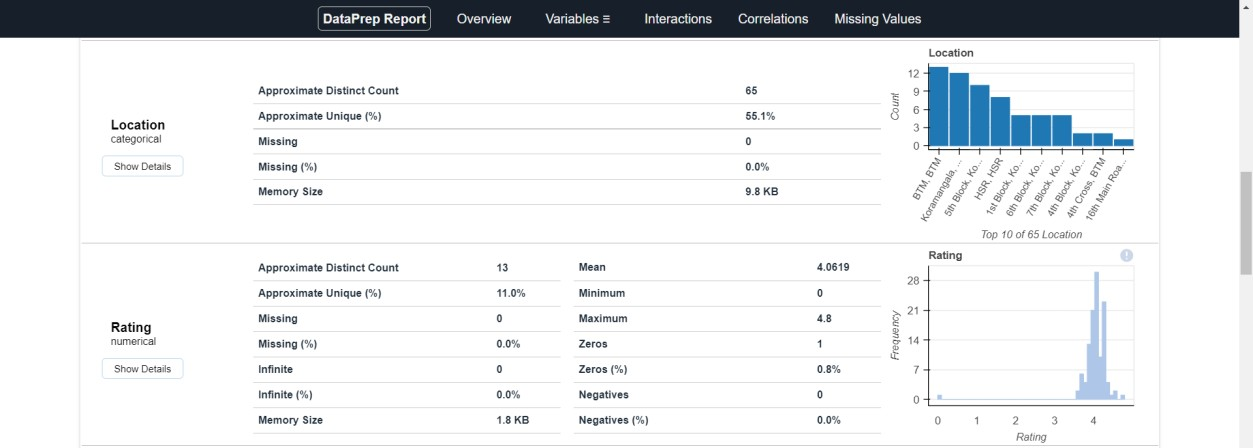 DataPrep Report Overview Variables ≡ Interactions Correlations Missing Values
Location
categorical
Show Details
Approximate Distinct Count 65
Approximate Unique (%) 55.1%
Missing 0
Missing (%) 0.0%
Memory Size 9.8 KB
Location
Count
12
9
6
3
0
BTM, BTM
Koramangala, ...
5th Block, Ko...
HSR, HSR
1st Block, Ko...
6th Block, Ko...
7th Block, Ko...
4th Block, Ko...
4th Cross, BTM
16th Main Roa...
Top 10 of 65 Location
Rating
numerical
Show Details
Approximate Distinct Count 13
Approximate Unique (%) 11.0%
Missing 0
Missing (%) 0.0%
Infinite 0
Infinite (%) 0.0%
Memory Size 1.8 KB
Mean 4.0619
Minimum 0
Maximum 4.8
Zeros 1
Zeros (%) 0.8%
Negatives 0
Negatives (%) 0.0%
Rating !
Frequency
28
21
14
7
0
0 1 2 3 4
Rating